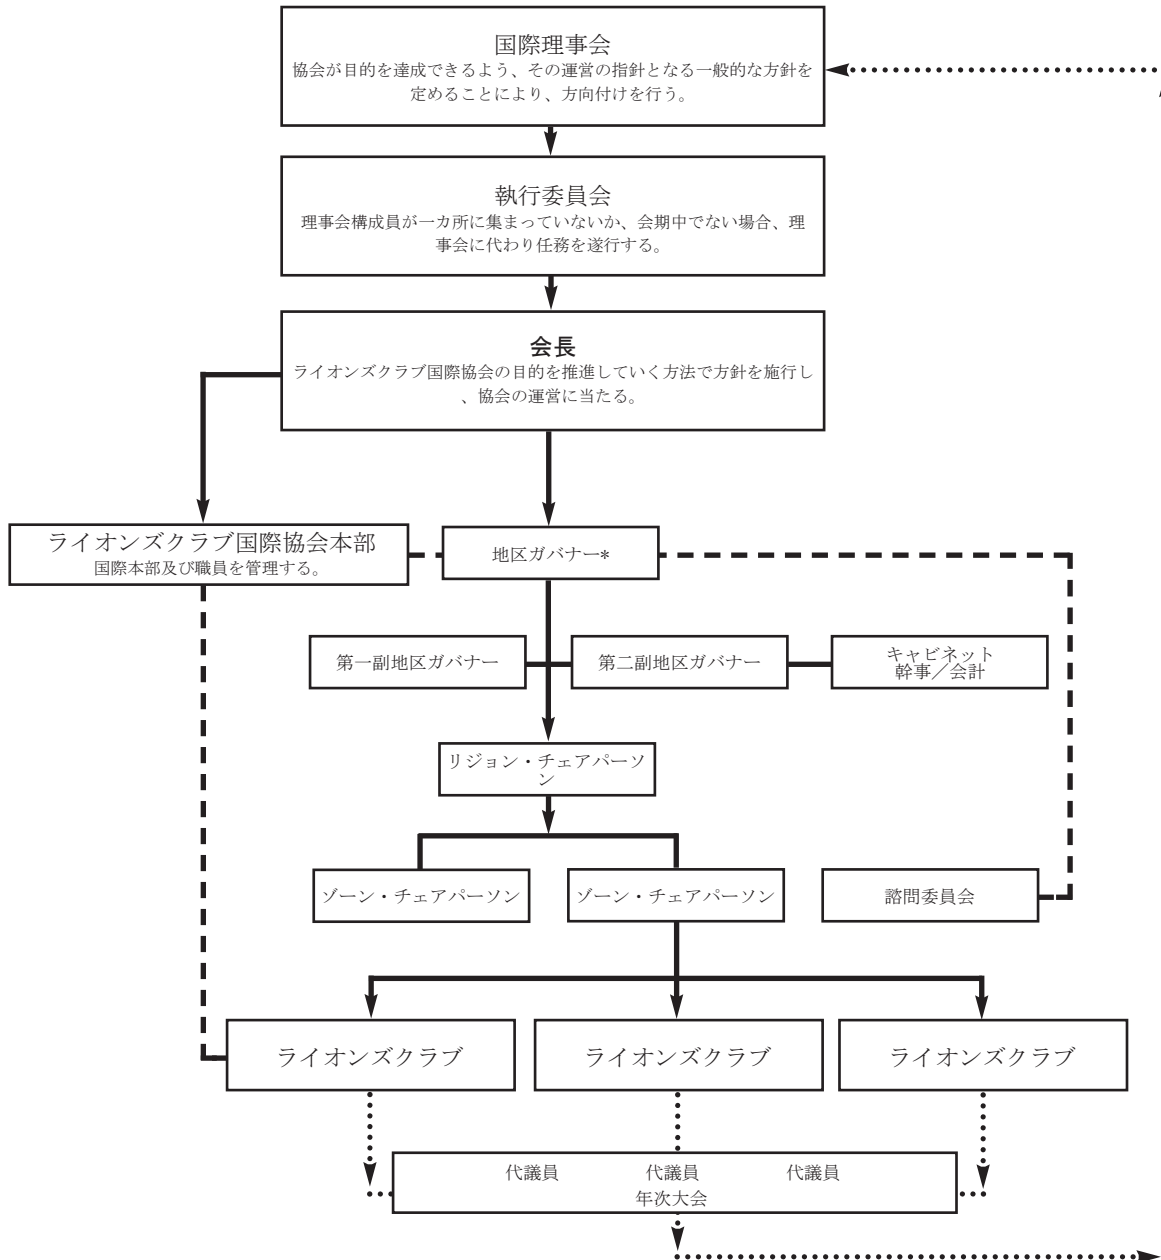 国際理事会
協会が目的を達成できるよう、その運営の指針となる一般的な方針を
定めることにより、方向付けを行う。
執行委員会
理事会構成員が一カ所に集まっていないか、会期中でない場合、理
事会に代わり任務を遂行する。
会長
ライオンズクラブ国際協会の目的を推進していく方法で方針を施行し
、協会の運営に当たる。
ライオンズクラブ国際協会本部
国際本部及び職員を管理する。
地区ガバナー*
第一副地区ガバナー
第二副地区ガバナー
キャビネット
幹事／会計
リジョン・チェアパーソ
ン
ゾーン・チェアパーソン
ゾーン・チェアパーソン
諮問委員会
ライオンズクラブ
ライオンズクラブ
ライオンズクラブ
代議員 代議員 代議員
年次大会